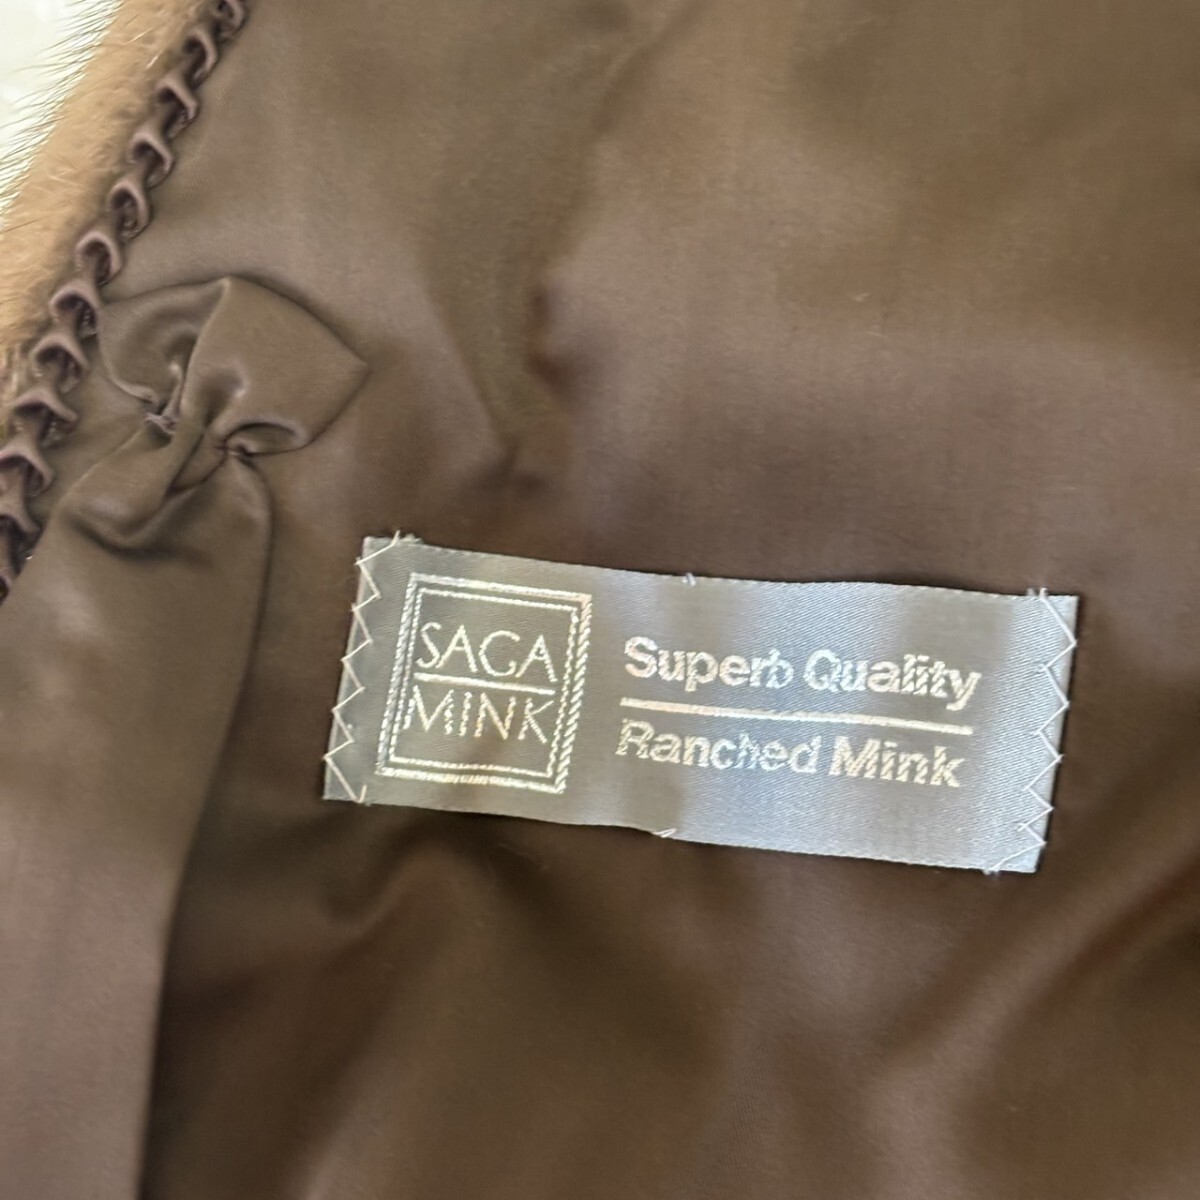 SAGA
MINK
Superb Quality
Ranched Mink